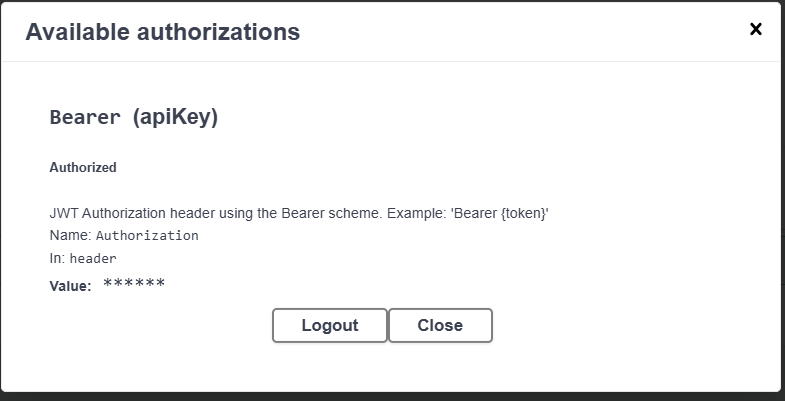 Available authorizations
×
Bearer (apiKey)
Authorized
JWT Authorization header using the Bearer scheme. Example: 'Bearer {token}'
Name: Authorization
In: header
Value: ******
Logout Close